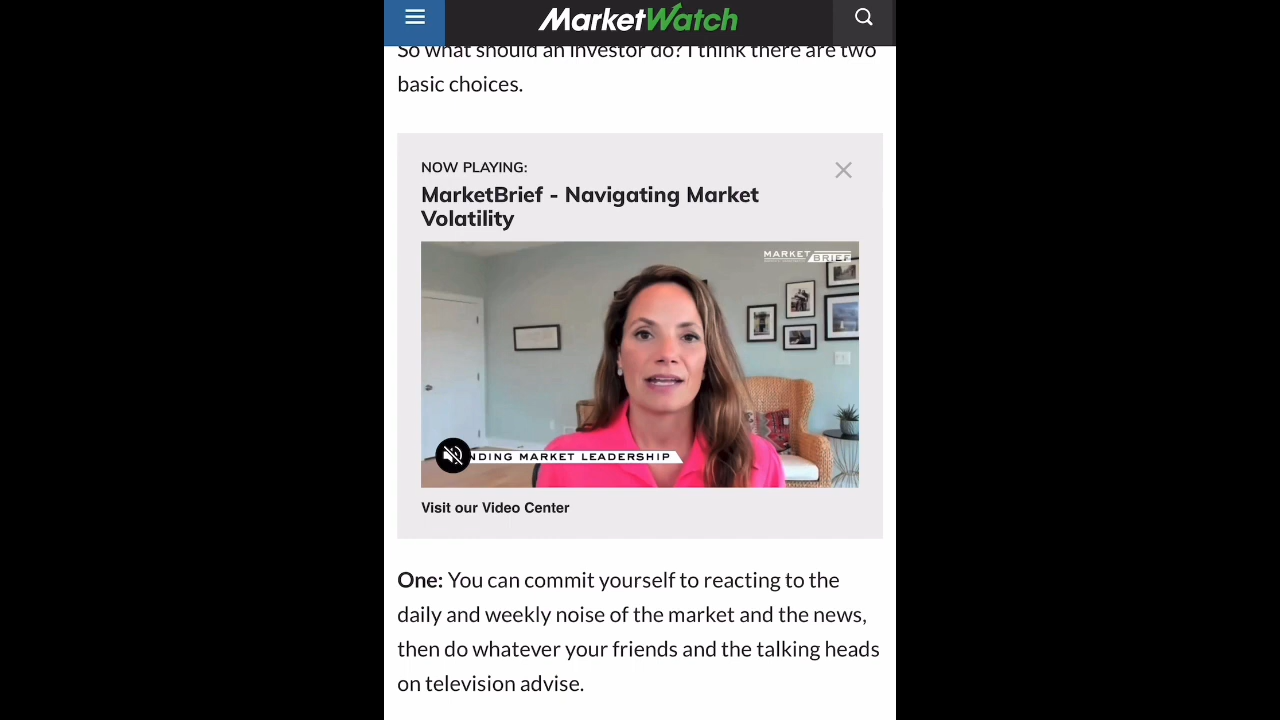 MarketWatch
So what should an investor do? I think there are two
basic choices.
NOW PLAYING:
MarketBrief - Navigating Market
Volatility
MARKET
BRIEF
NDING MARKET LEADERSHIP
Visit our Video Center
One: You can commit yourself to reacting to the
daily and weekly noise of the market and the news,
then do whatever your friends and the talking heads
on television advise.